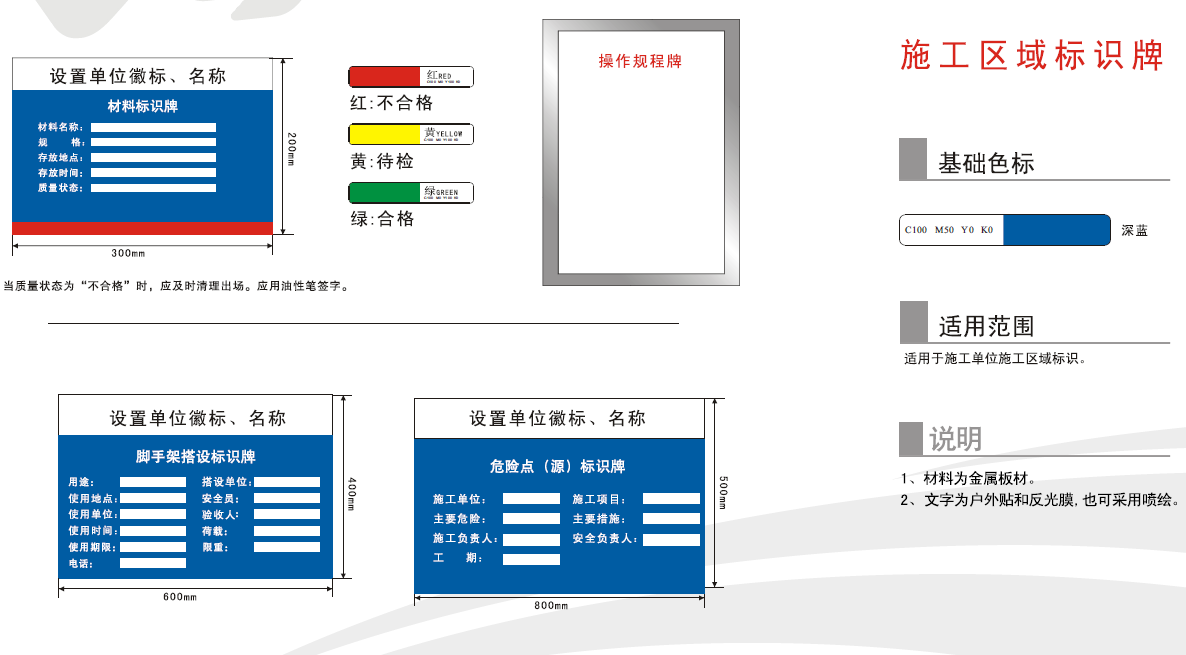 施工区域标识牌
设置单位徽标、名称
材料标识牌
材料名称：
规　　格：
存放地点：
存放时间：
质量状态：
200mm
300mm
当质量状态为“不合格”时，应及时清理出场。应用油性笔签字。
红RED
红:不合格
黄YELLOW
黄:待检
绿GREEN
绿:合格
操作规程牌
基础色标
C100 M50 Y0 K0
深蓝
适用范围
适用于施工单位施工区域标识。
说明
1、材料为金属板材。
2、文字为户外贴和反光膜,也可采用喷绘。
设置单位徽标、名称
脚手架搭设标识牌
用途： 搭设单位：
使用地点： 安全员：
使用单位： 验收人：
使用时间： 荷载：
使用期限： 限重：
电话：
400mm
600mm
设置单位徽标、名称
危险点（源）标识牌
施工单位： 施工项目：
主要危险： 主要措施：
施工负责人： 安全负责人：
工　　期：
500mm
800mm